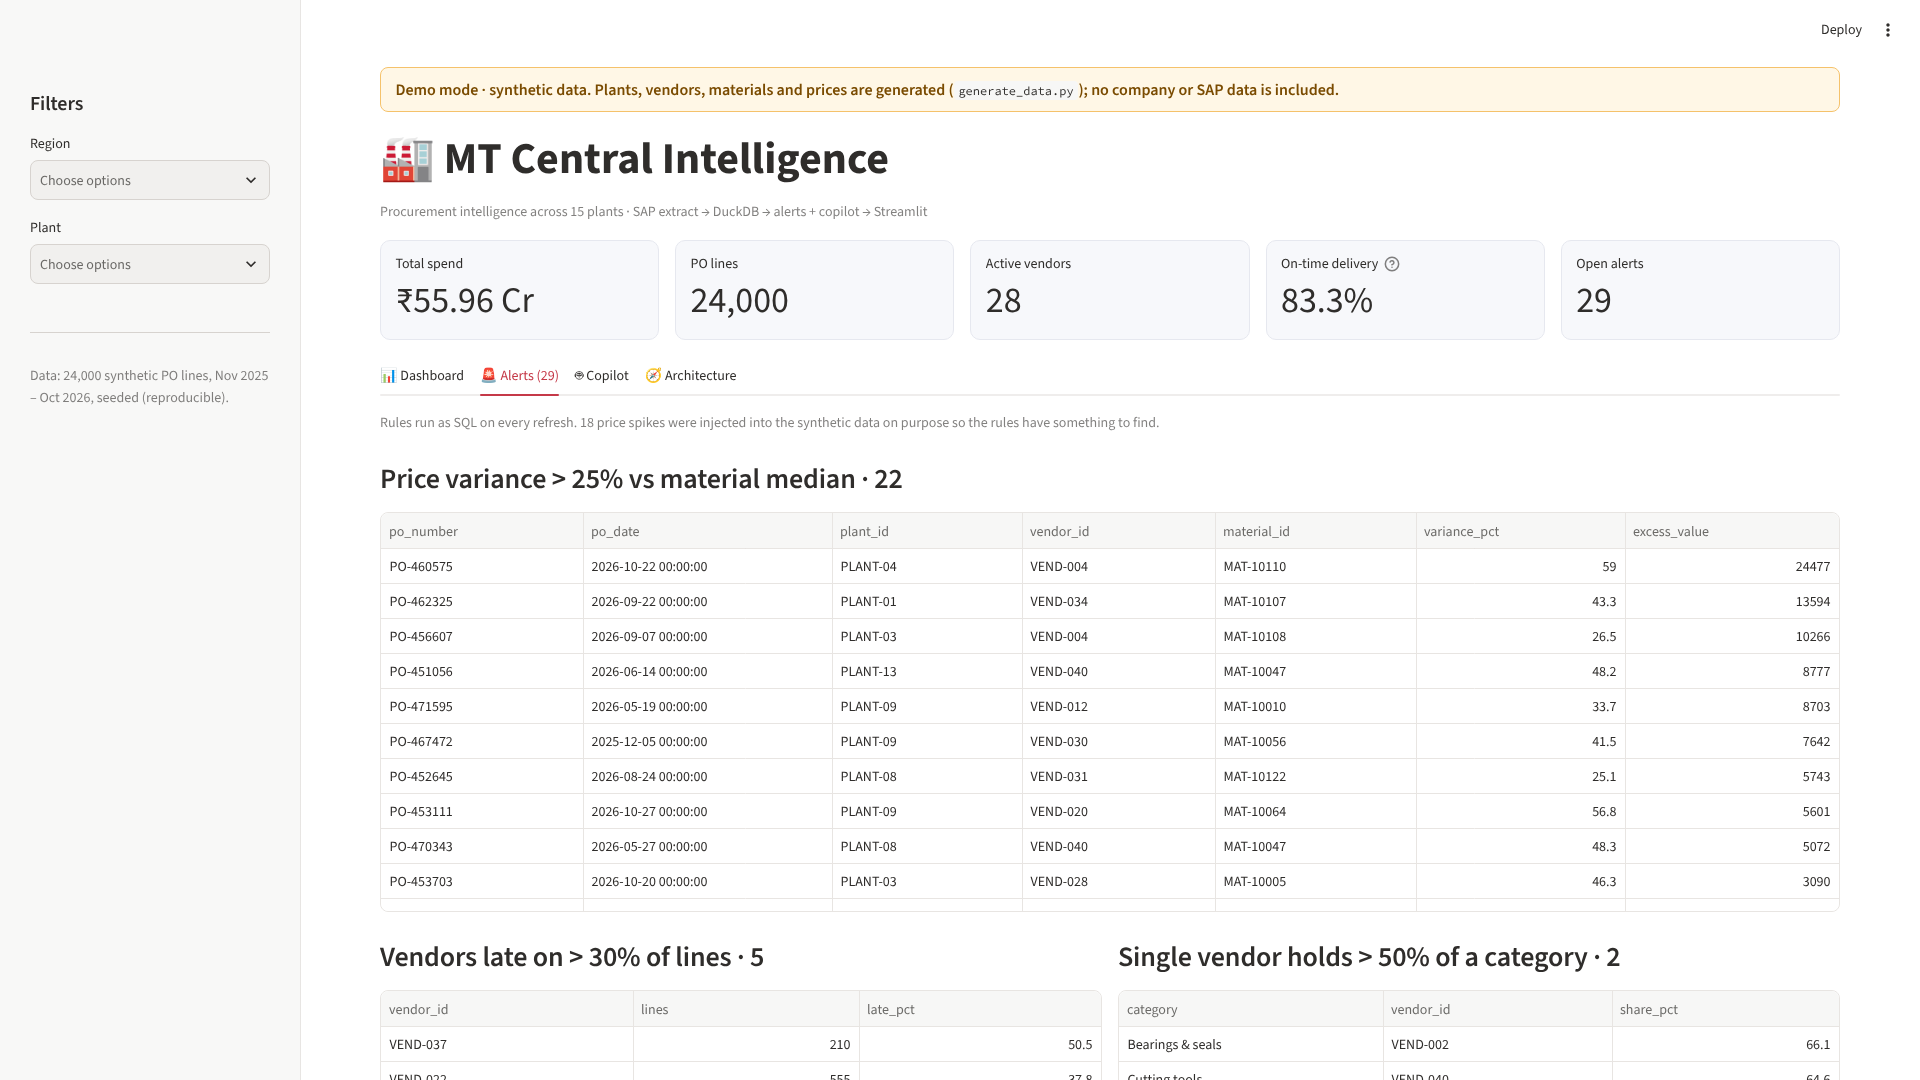 Deploy
Filters
Region
Choose options
Plant
Choose options
Data: 24,000 synthetic PO lines, Nov 2025
– Oct 2026, seeded (reproducible).
Demo mode · synthetic data. Plants, vendors, materials and prices are generated ( generate_data.py ); no company or SAP data is included.
MT Central Intelligence
Procurement intelligence across 15 plants · SAP extract → DuckDB → alerts + copilot → Streamlit
Total spend
₹55.96 Cr
PO lines
24,000
Active vendors
28
On-time delivery
83.3%
Open alerts
29
Dashboard Alerts (29) Copilot Architecture
Rules run as SQL on every refresh. 18 price spikes were injected into the synthetic data on purpose so the rules have something to find.
Price variance > 25% vs material median · 22
po_number po_date plant_id vendor_id material_id variance_pct excess_value
PO-460575 2026-10-22 00:00:00 PLANT-04 VEND-004 MAT-10110 59 24477
PO-462325 2026-09-22 00:00:00 PLANT-01 VEND-034 MAT-10107 43.3 13594
PO-456607 2026-09-07 00:00:00 PLANT-03 VEND-004 MAT-10108 26.5 10266
PO-451056 2026-06-14 00:00:00 PLANT-13 VEND-040 MAT-10047 48.2 8777
PO-471595 2026-05-19 00:00:00 PLANT-09 VEND-012 MAT-10010 33.7 8703
PO-467472 2025-12-05 00:00:00 PLANT-09 VEND-030 MAT-10056 41.5 7642
PO-452645 2026-08-24 00:00:00 PLANT-08 VEND-031 MAT-10122 25.1 5743
PO-453111 2026-10-27 00:00:00 PLANT-09 VEND-020 MAT-10064 56.8 5601
PO-470343 2026-05-27 00:00:00 PLANT-08 VEND-040 MAT-10047 48.3 5072
PO-453703 2026-10-20 00:00:00 PLANT-03 VEND-028 MAT-10005 46.3 3090
Vendors late on > 30% of lines · 5
vendor_id lines late_pct
VEND-037 210 50.5
VEND-022 555 37.8
Single vendor holds > 50% of a category · 2
category vendor_id share_pct
Bearings & seals VEND-002 66.1
Cutting tools VEND-040 64.6